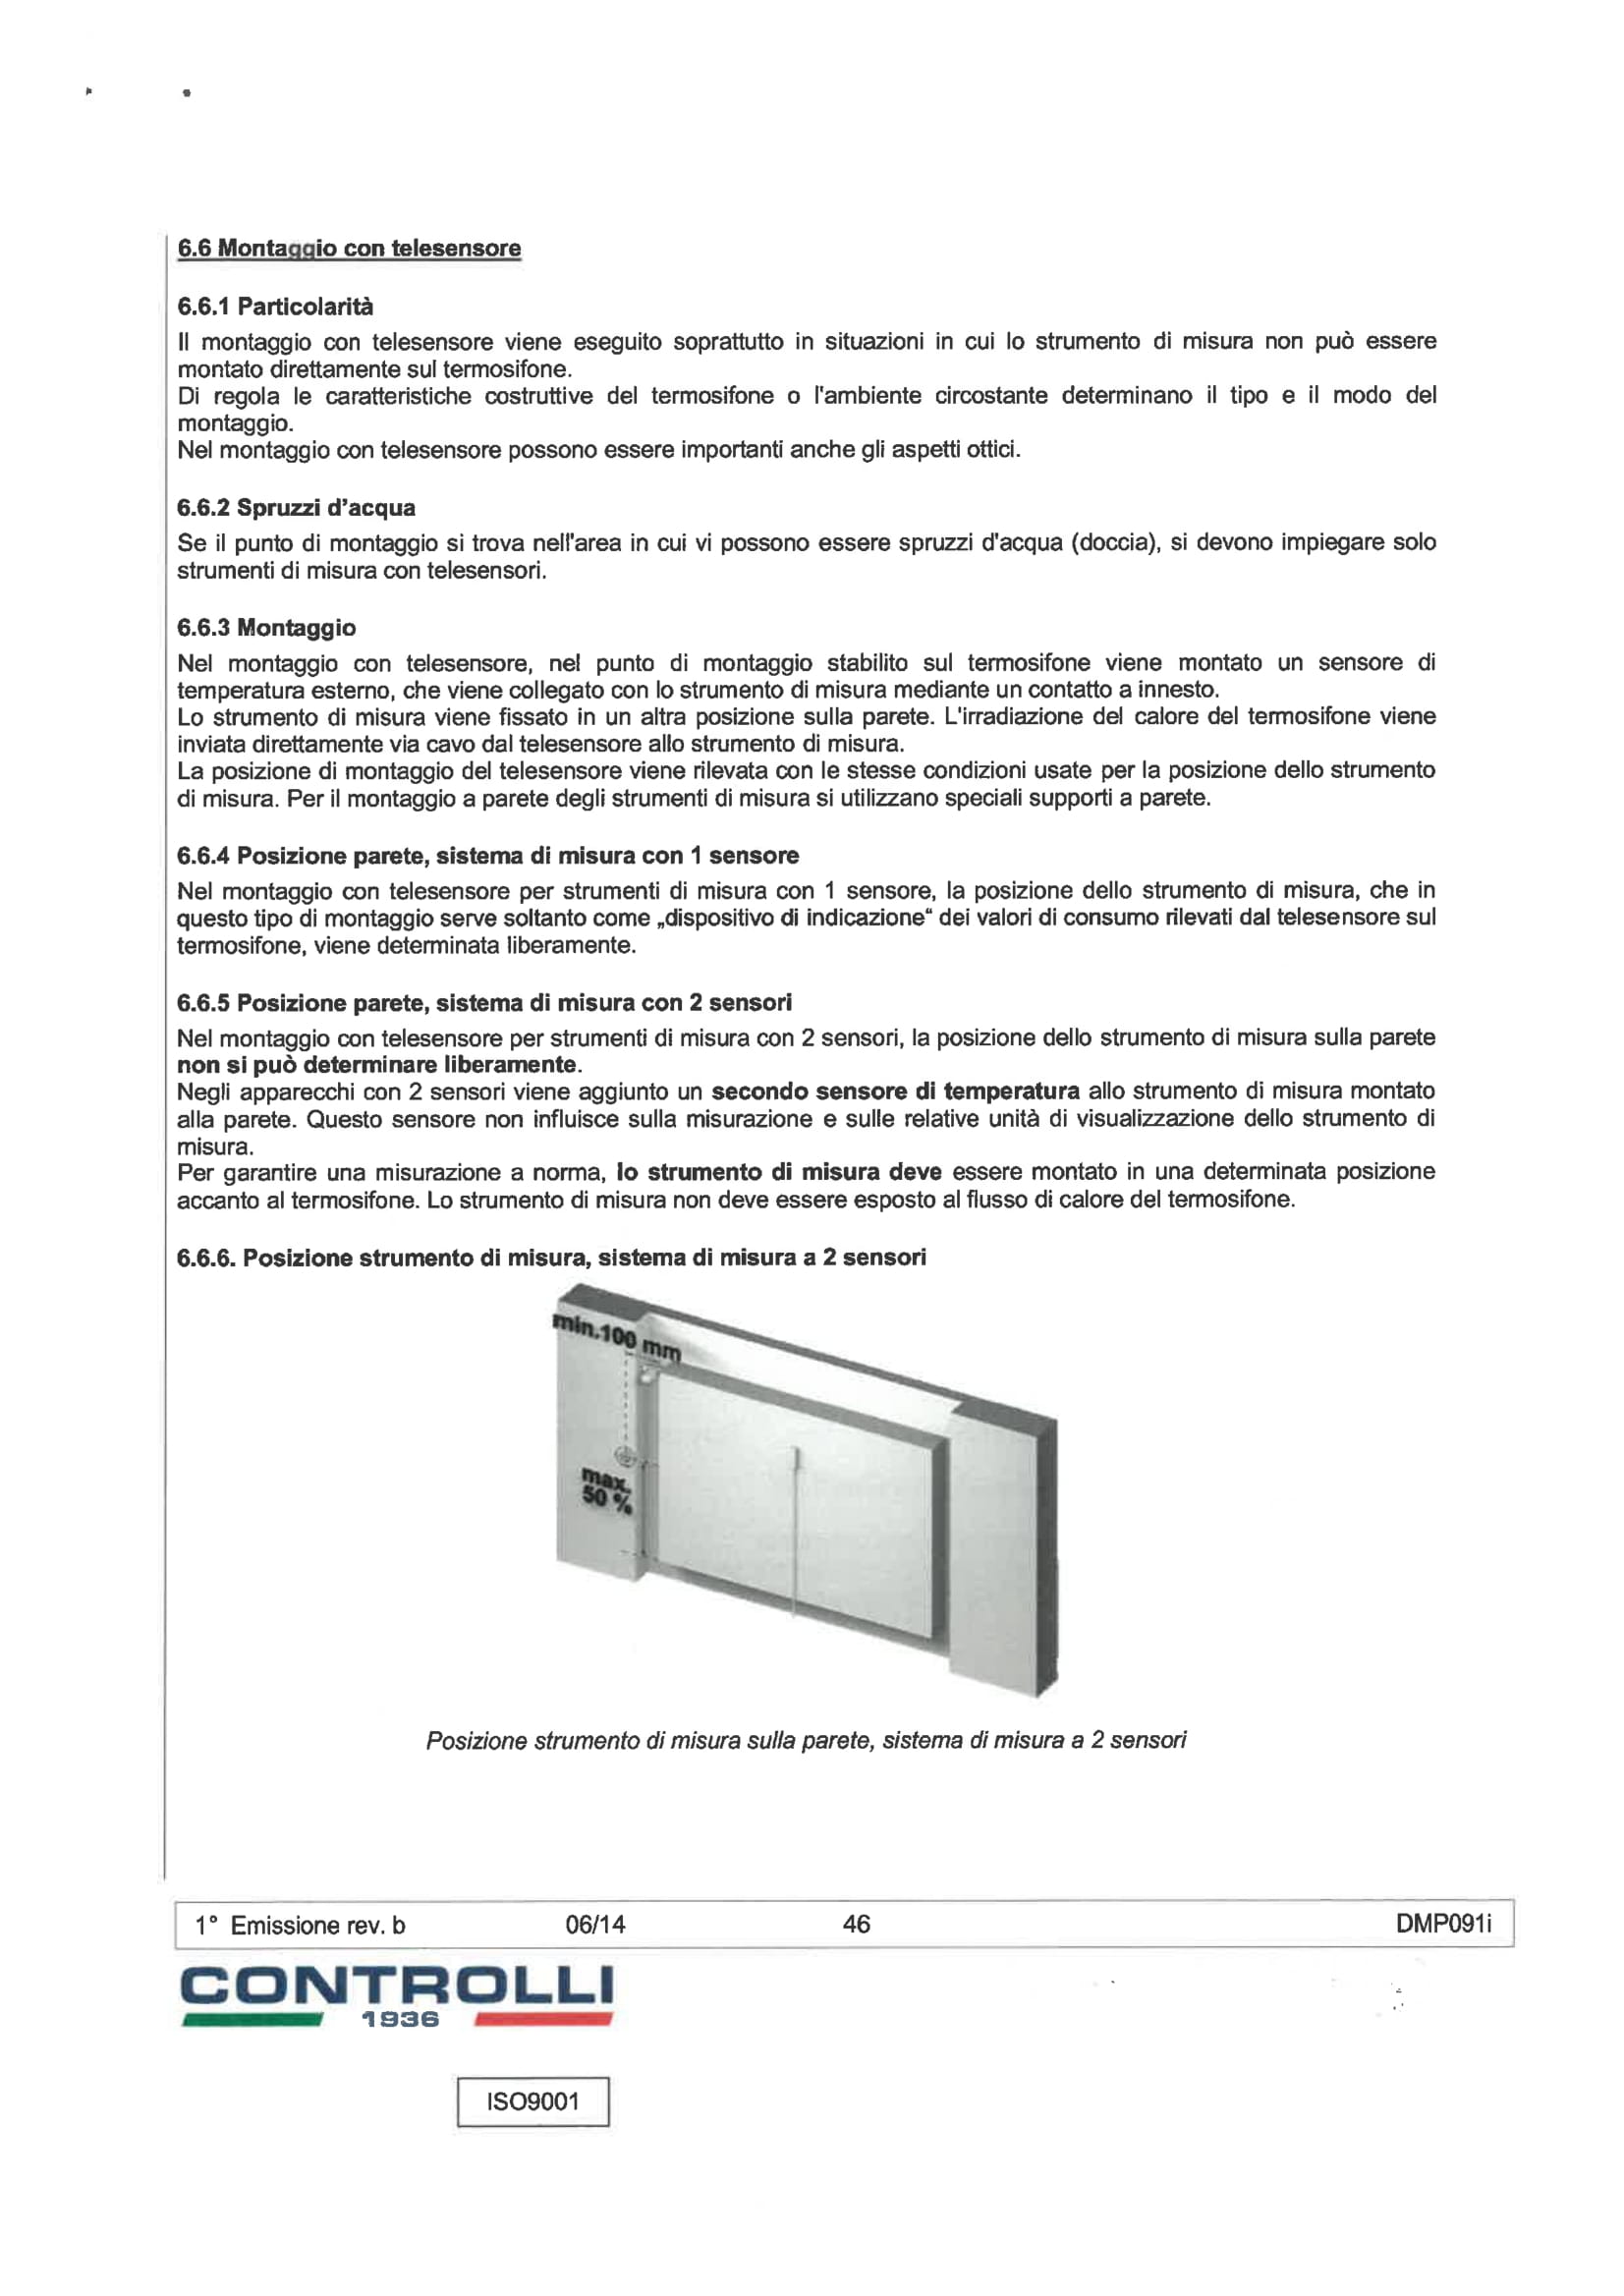 6.6 Montaggio con telesensore
6.6.1 Particolarità
Il montaggio con telesensore viene eseguito soprattutto in situazioni in cui lo strumento di misura non può essere
montato direttamente sul termosifone.
Di regola le caratteristiche costruttive del termosifone o l'ambiente circostante determinano il tipo e il modo del
montaggio.
Nel montaggio con telesensore possono essere importanti anche gli aspetti ottici.
6.6.2 Spruzzi d'acqua
Se il punto di montaggio si trova nell'area in cui vi possono essere spruzzi d'acqua (doccia), si devono impiegare solo
strumenti di misura con telesensori.
6.6.3 Montaggio
Nel montaggio con telesensore, nel punto di montaggio stabilito sul termosifone viene montato un sensore di
temperatura esterno, che viene collegato con lo strumento di misura mediante un contatto a innesto.
Lo strumento di misura viene fissato in un altra posizione sulla parete. L'irradiazione del calore del termosifone viene
inviata direttamente via cavo dal telesensore allo strumento di misura.
La posizione di montaggio del telesensore viene rilevata con le stesse condizioni usate per la posizione dello strumento
di misura. Per il montaggio a parete degli strumenti di misura si utilizzano speciali supporti a parete.
6.6.4 Posizione parete, sistema di misura con 1 sensore
Nel montaggio con telesensore per strumenti di misura con 1 sensore, la posizione dello strumento di misura, che in
questo tipo di montaggio serve soltanto come „dispositivo di indicazione“ dei valori di consumo rilevati dal telesensore sul
termosifone, viene determinata liberamente.
6.6.5 Posizione parete, sistema di misura con 2 sensori
Nel montaggio con telesensore per strumenti di misura con 2 sensori, la posizione dello strumento di misura sulla parete
non si può determinare liberamente.
Negli apparecchi con 2 sensori viene aggiunto un secondo sensore di temperatura allo strumento di misura montato
alla parete. Questo sensore non influisce sulla misurazione e sulle relative unità di visualizzazione dello strumento di
misura.
Per garantire una misurazione a norma, lo strumento di misura deve essere montato in una determinata posizione
accanto al termosifone. Lo strumento di misura non deve essere esposto al flusso di calore del termosifone.
6.6.6. Posizione strumento di misura, sistema di misura a 2 sensori
min.100 mm
max.
50 %
Posizione strumento di misura sulla parete, sistema di misura a 2 sensori
1° Emissione rev. b 06/14 46 DMP091i
CONTROLLI
1936
ISO9001